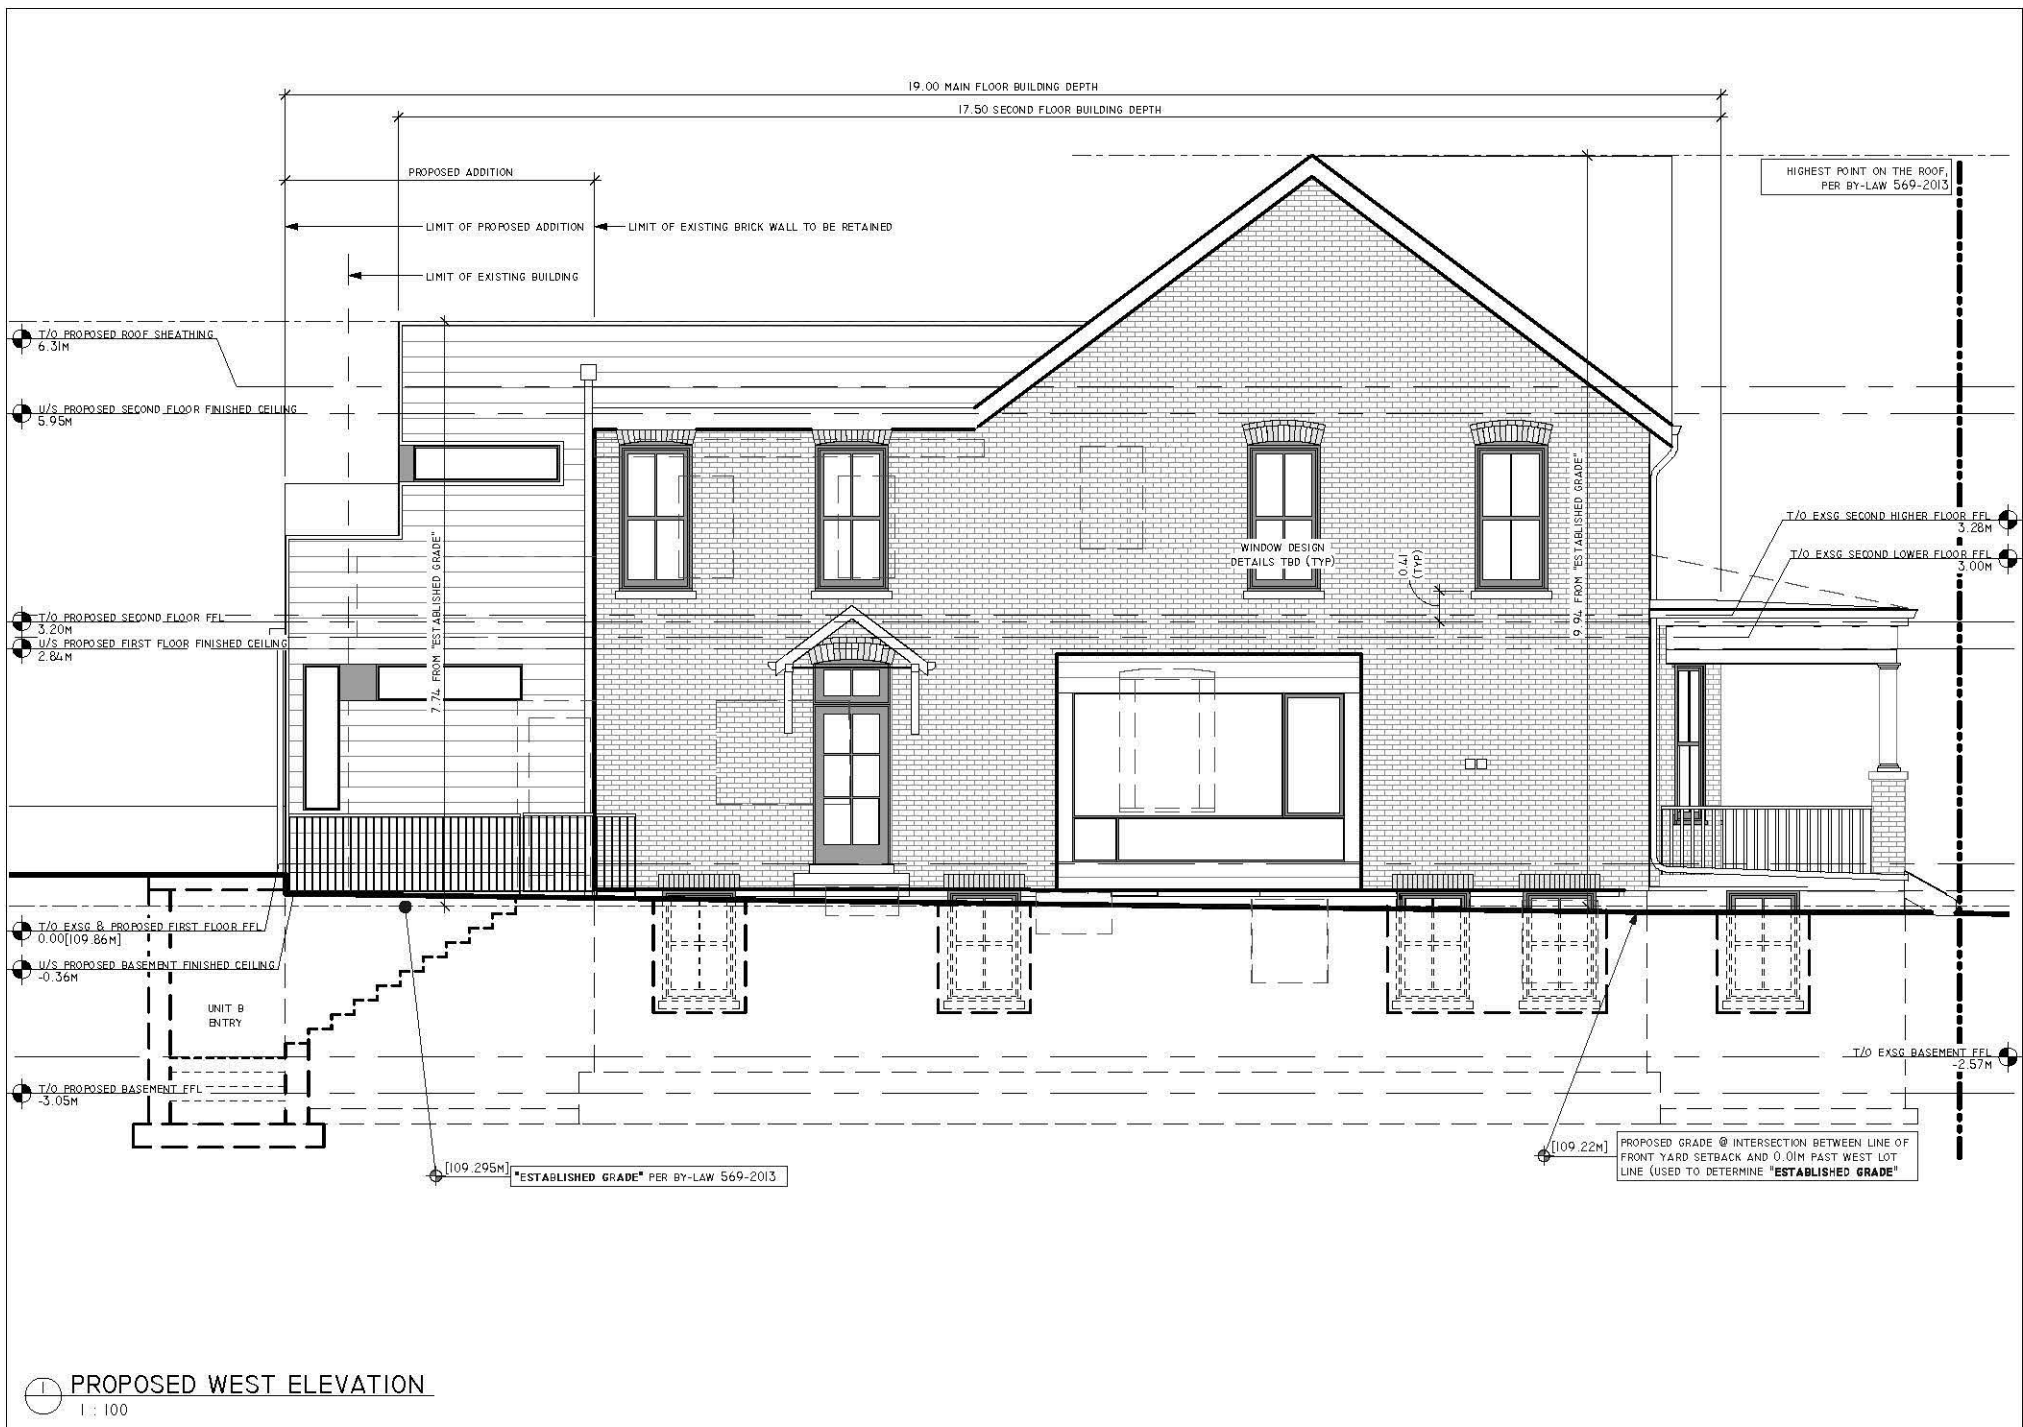 19.00 MAIN FLOOR BUILDING DEPTH
17.50 SECOND FLOOR BUILDING DEPTH
PROPOSED ADDITION
HIGHEST POINT ON THE ROOF,
PER BY-LAW 569-2013
LIMIT OF PROPOSED ADDITION
LIMIT OF EXISTING BRICK WALL TO BE RETAINED
LIMIT OF EXISTING BUILDING
T/O PROPOSED ROOF SHEATHING
6.31M
U/S PROPOSED SECOND FLOOR FINISHED CEILING
5.95M
7.74 FROM "ESTABLISHED GRADE"
9.94 FROM "ESTABLISHED GRADE"
T/O EXSG SECOND HIGHER FLOOR FFL
3.28M
WINDOW DESIGN
DETAILS TBD (TYP)
0.41
(TYP)
T/O EXSG SECOND LOWER FLOOR FFL
3.00M
T/O PROPOSED SECOND FLOOR FFL
3.20M
U/S PROPOSED FIRST FLOOR FINISHED CEILING
2.84M
T/O EXSG & PROPOSED FIRST FLOOR FFL
0.00[109.86M]
U/S PROPOSED BASEMENT FINISHED CEILING
-0.36M
UNIT B
ENTRY
T/O EXSG BASEMENT FFL
-2.57M
T/O PROPOSED BASEMENT FFL
-3.05M
[109.295M]
"ESTABLISHED GRADE" PER BY-LAW 569-2013
[109.22M]
PROPOSED GRADE @ INTERSECTION BETWEEN LINE OF
FRONT YARD SETBACK AND 0.01M PAST WEST LOT
LINE (USED TO DETERMINE "ESTABLISHED GRADE"
1 PROPOSED WEST ELEVATION
1 : 100